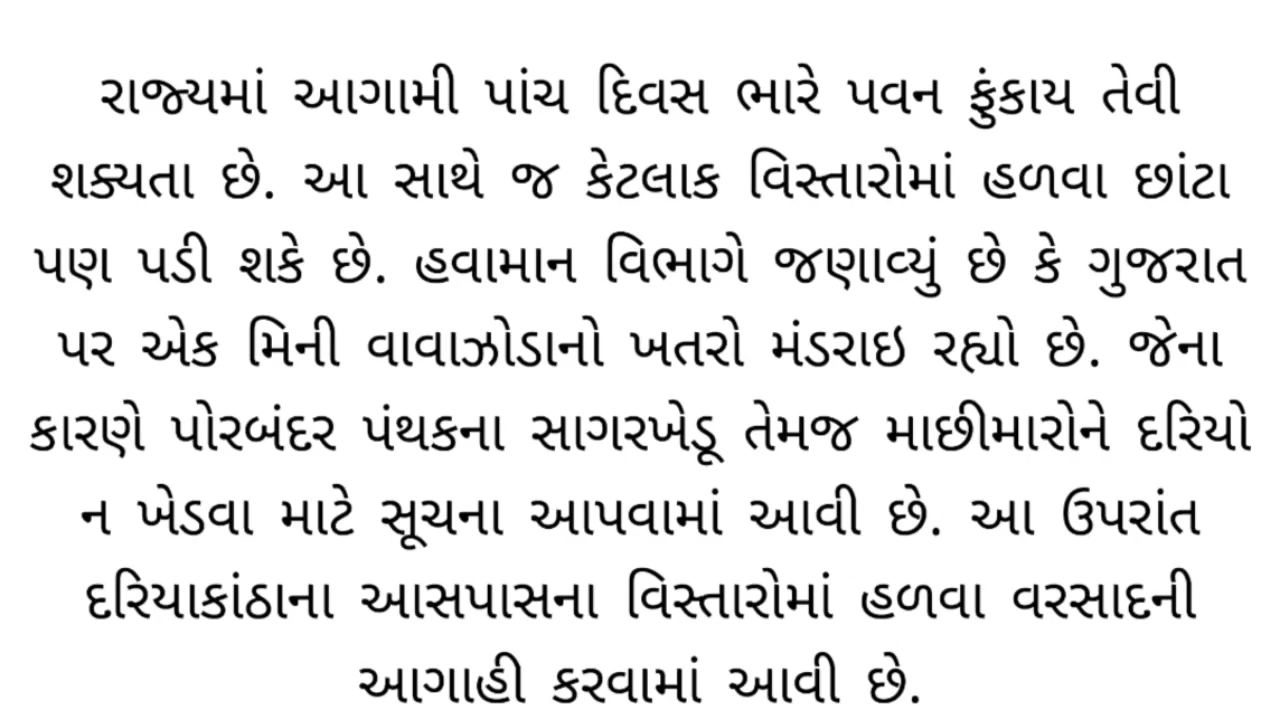 રાજ્યમાં આગામી પાંચ દિવસ ભારે પવન ફુંકાય તેવી
શક્યતા છે. આ સાથે જ કેટલાક વિસ્તારોમાં હળવા છાંટા
પણ પડી શકે છે. હવામાન વિભાગે જણાવ્યું છે કે ગુજરાત
પર એક મિની વાવાઝોડાનો ખતરો મંડરાઇ રહ્યો છે. જેના
કારણે પોરબંદર પંથકના સાગરખેડૂ તેમજ માછીમારોને દરિયો
ન ખેડવા માટે સૂચના આપવામાં આવી છે. આ ઉપરાંત
દરિયાકાંઠાના આસપાસના વિસ્તારોમાં હળવા વરસાદની
આગાહી કરવામાં આવી છે.